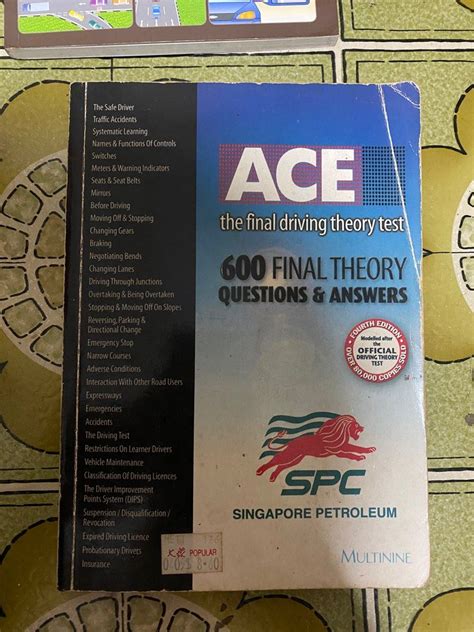 The Safe Driver
Traffic Accidents
Systematic Learning
Names & Functions Of Controls
Switches
Meters & Warning Indicators
Seats & Seat Belts
Mirrors
Before Driving
Moving Off & Stopping
Changing Gears
Braking
Negotiating Bends
Changing Lanes
Driving Through Junctions
Overtaking & Being Overtaken
Stopping & Moving Off On Slopes
Reversing, Parking &
Directional Change
Emergency Stop
Narrow Courses
Adverse Conditions
Interaction With Other Road Users
Expressways
Emergencies
Accidents
The Driving Test
Restrictions On Learner Drivers
Vehicle Maintenance
Classification Of Driving Licences
The Driver Improvement
Points System (DIPS)
Suspension / Disqualification /
Revocation
Expired Driving Licence
Probationary Drivers
Insurance
ACE
the final driving theory test
600 FINAL THEORY
QUESTIONS & ANSWERS
FOURTH EDITION
Modelled after
the
OFFICIAL
DRIVING THEORY
TEST
OVER 80,000 COPIES SOLD
SPC
SINGAPORE PETROLEUM
MULTININE
POPULAR